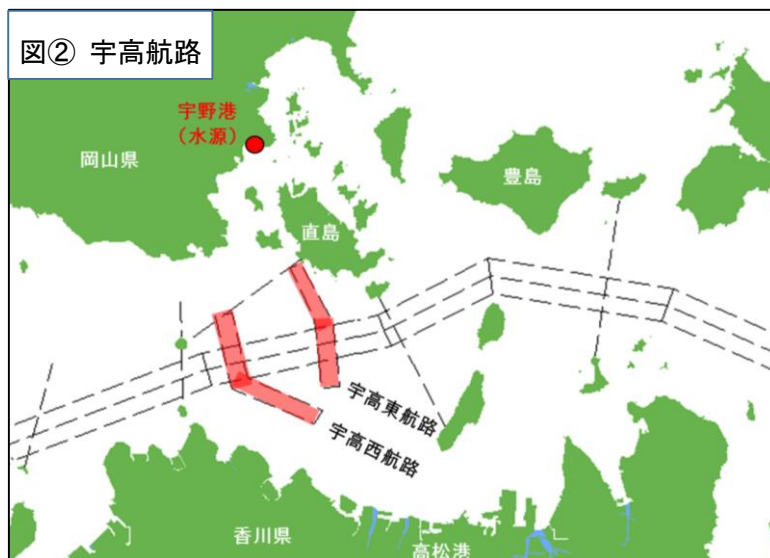 図② 宇高航路
宇野港
（水源）
岡山県
豊島
直島
宇高東航路
宇高西航路
香川県
高松港